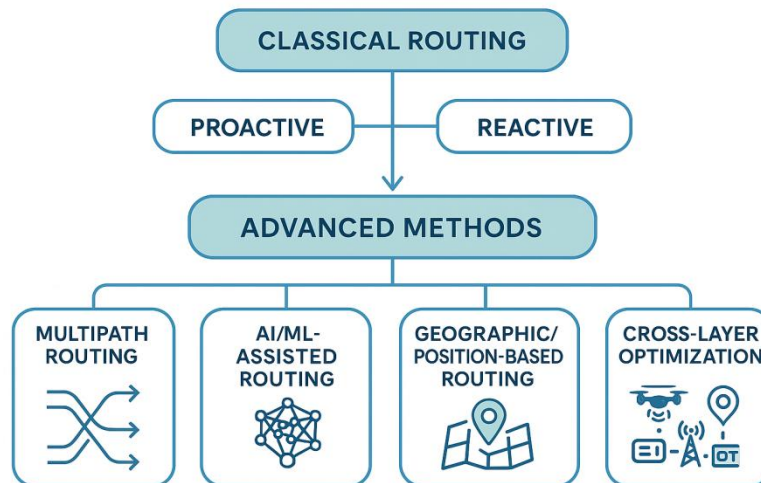 CLASSICAL ROUTING
PROACTIVE
REACTIVE
ADVANCED METHODS
MULTIPATH
ROUTING
AI/ML-
ASSISTED
ROUTING
GEOGRAPHIC/
POSITION-BASED
ROUTING
CROSS-LAYER
OPTIMIZATION
OT